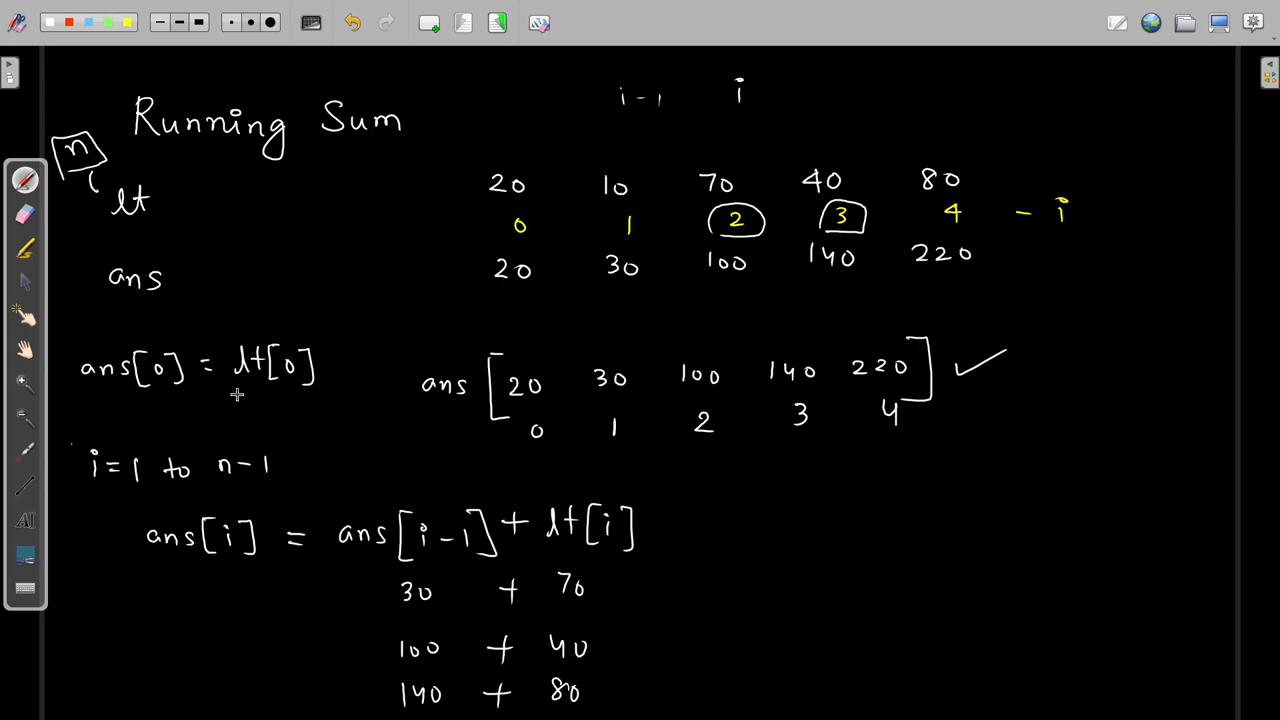 i-1 i
Running Sum
n
lt 20 10 70 40 80
0 1 2 3 4 - i
ans 20 30 100 140 220
ans[0] = lt[0]
ans [20 30 100 140 220]
0 1 2 3 4
i=1 to n-1
ans[i] = ans[i-1] + lt[i]
30 + 70
100 + 40
140 + 80
AI